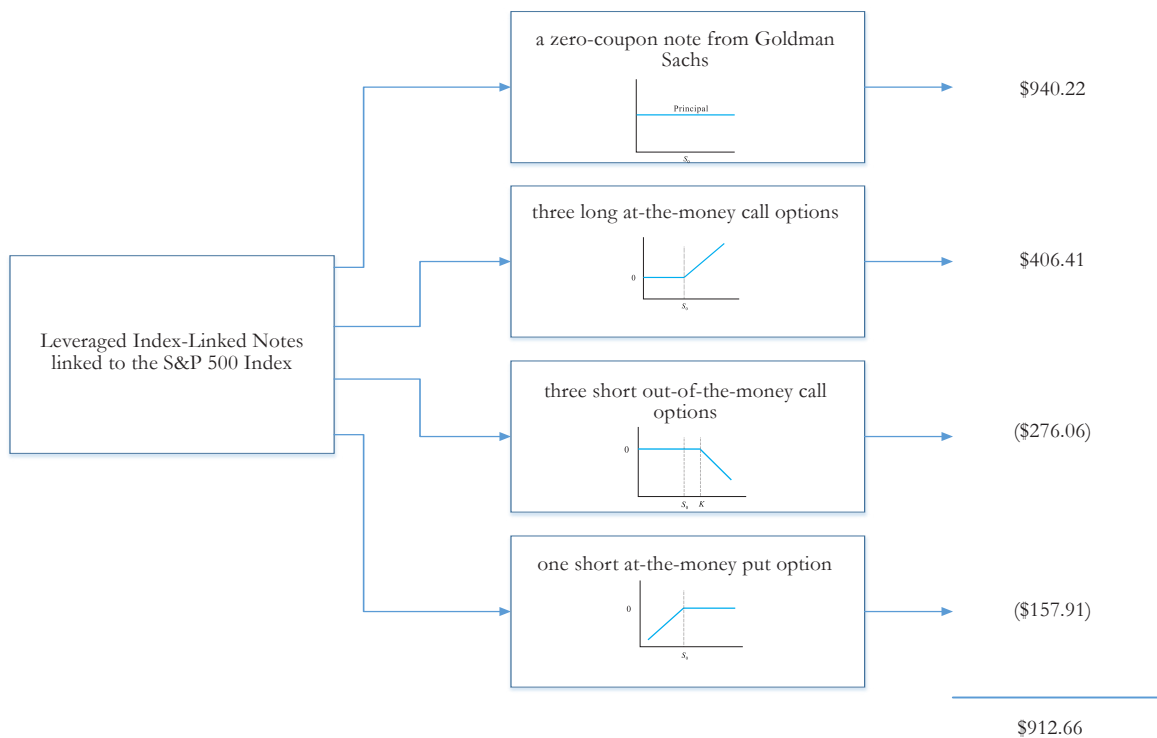 Leveraged Index-Linked Notes
linked to the S&P 500 Index
a zero-coupon note from Goldman
Sachs
Principal
S₀
$940.22
three long at-the-money call options
0
S₀
$406.41
three short out-of-the-money call
options
0
S₀ K
($276.06)
one short at-the-money put option
0
S₀
($157.91)
$912.66